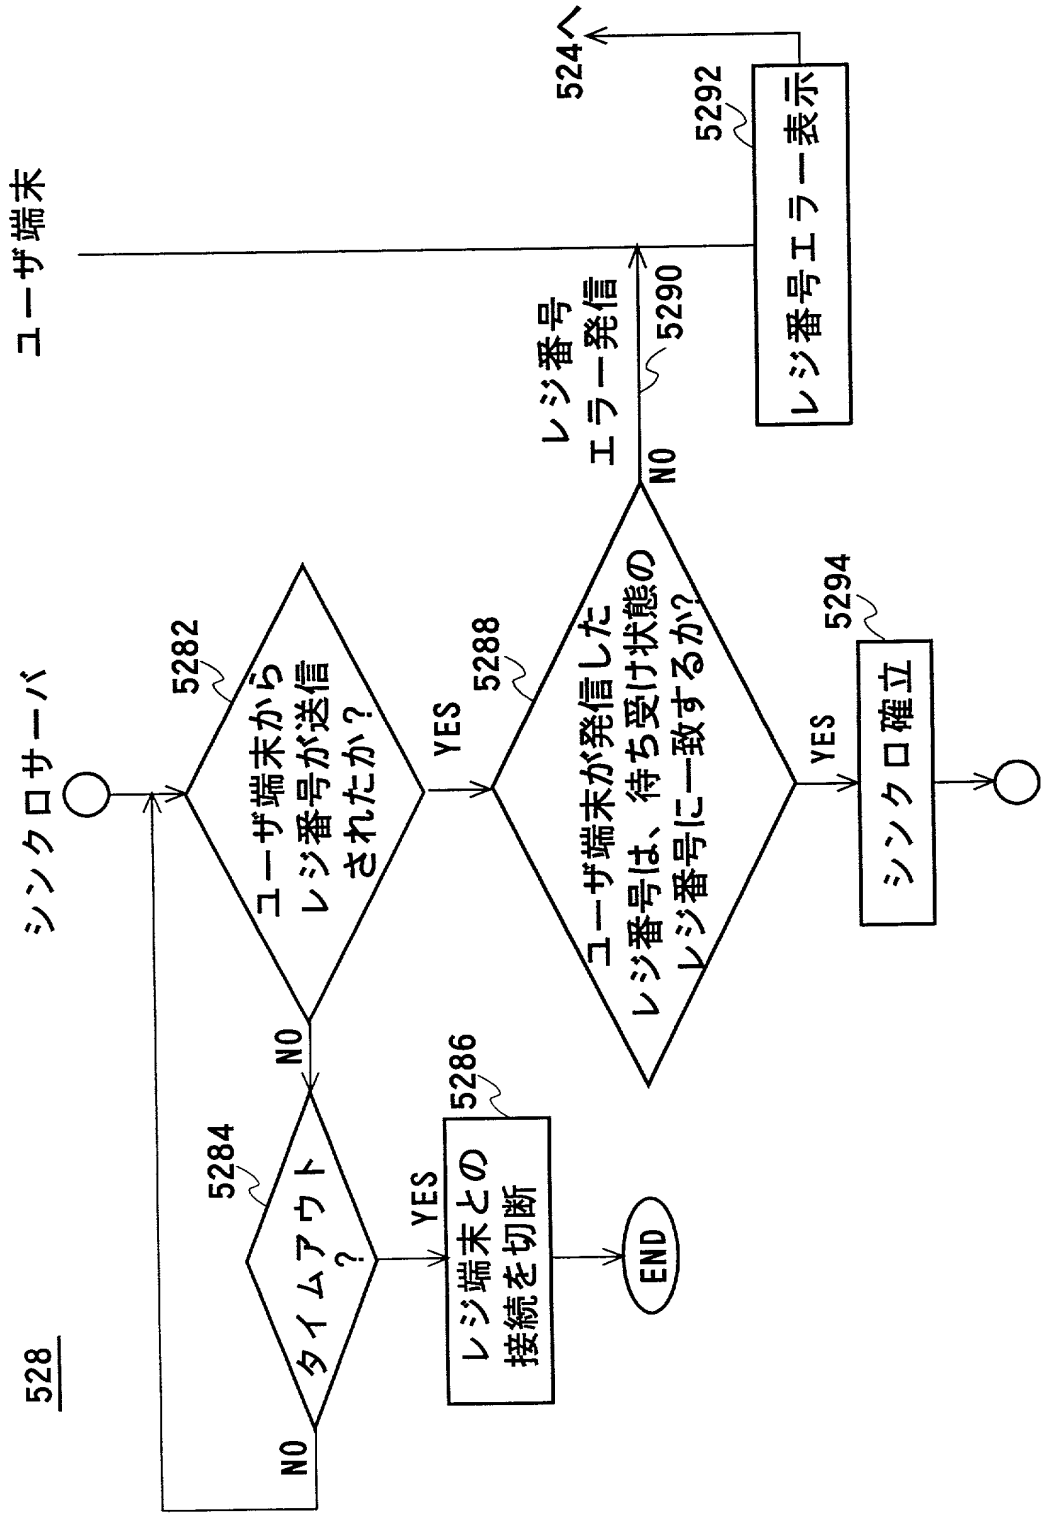 528
シンクロサーバ
ユーザ端末
5282
ユーザ端末から
レジ番号が送信
されたか？
NO
YES
5284
タイムアウト
？
NO
YES
5286
レジ端末との
接続を切断
END
5288
ユーザ端末が発信した
レジ番号は、待ち受け状態の
レジ番号に一致するか？
NO
YES
レジ番号
エラー発信
5290
524へ
5292
レジ番号エラー表示
5294
シンクロ確立